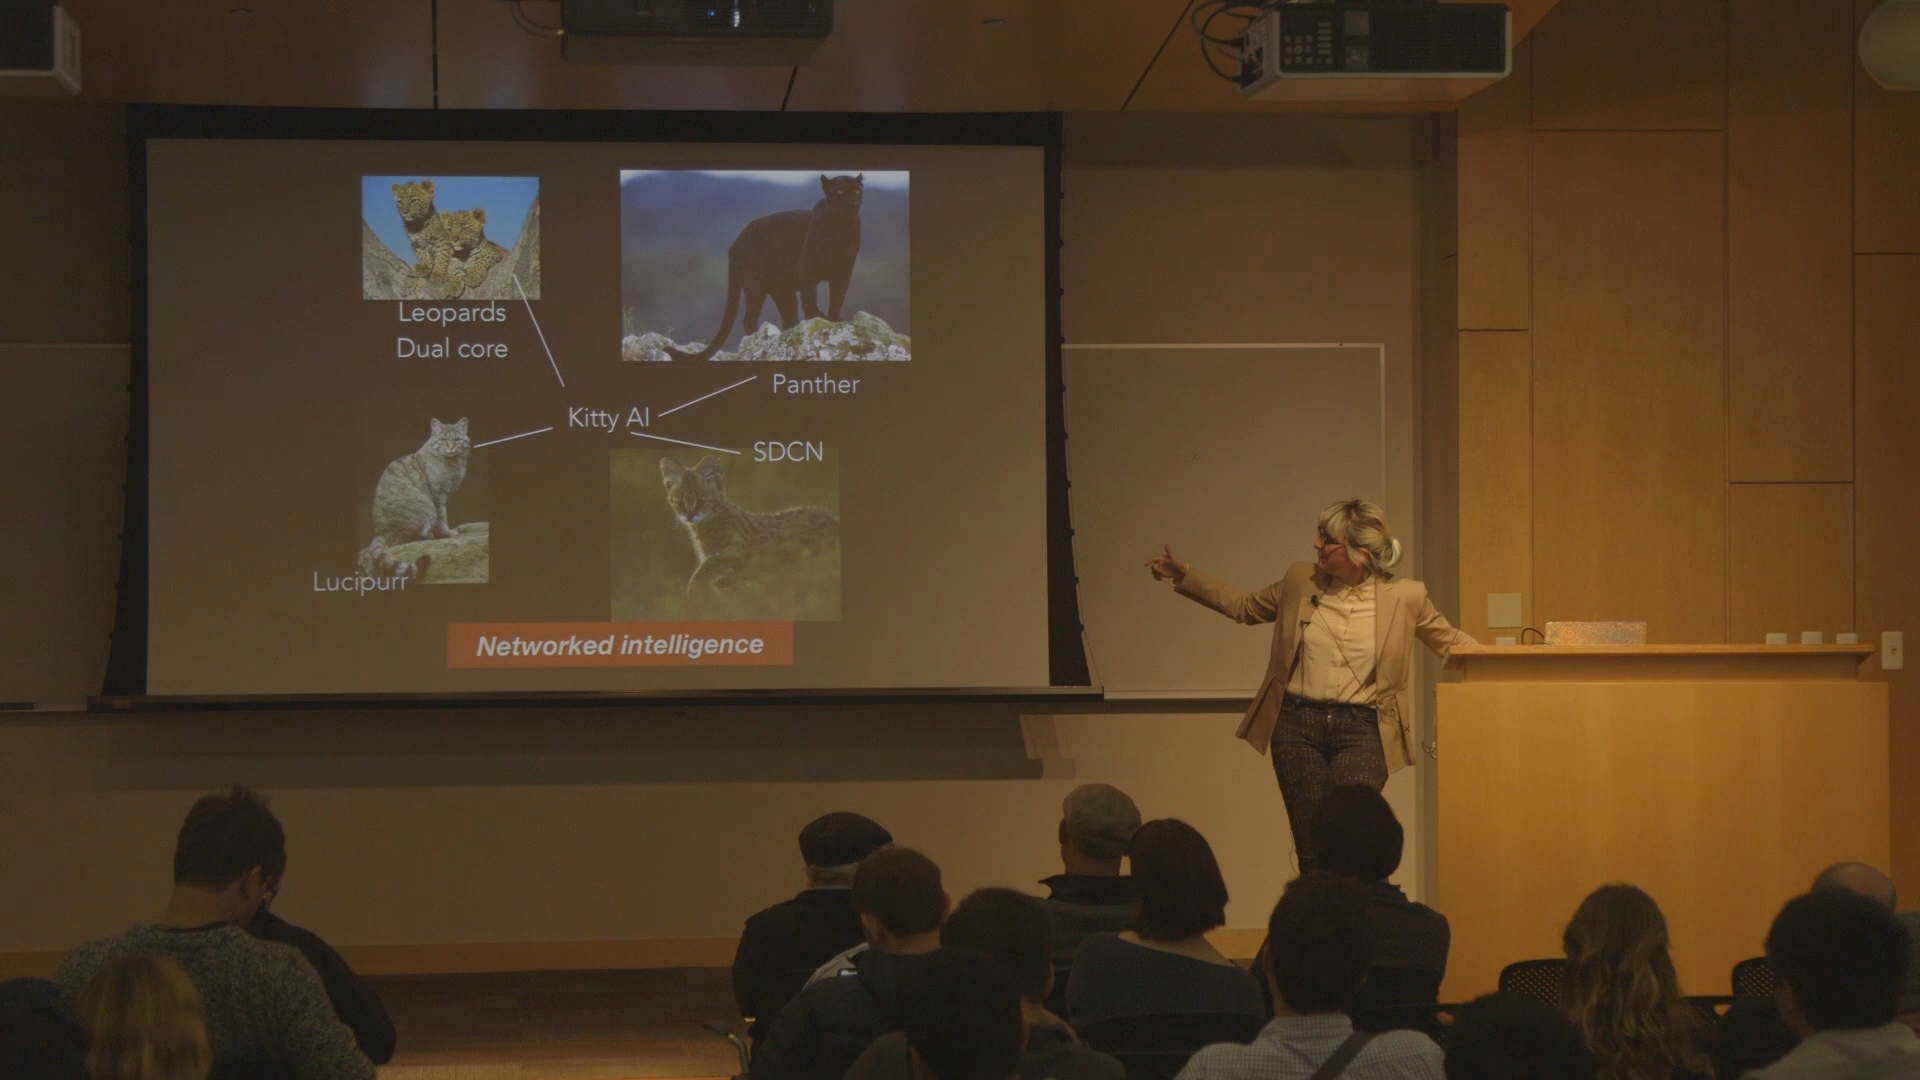 Leopards
Dual core
Panther
Kitty AI
SDCN
Lucipurr
Networked intelligence